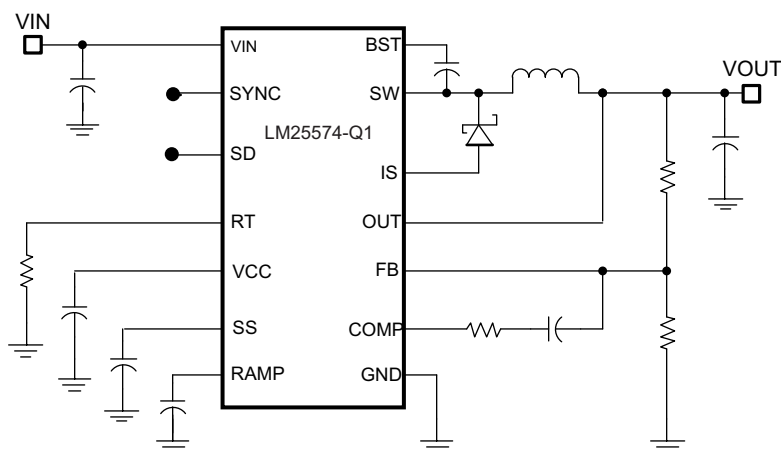 VIN
VOUT
VIN
SYNC
SD
RT
VCC
SS
RAMP
LM25574-Q1
BST
SW
IS
OUT
FB
COMP
GND